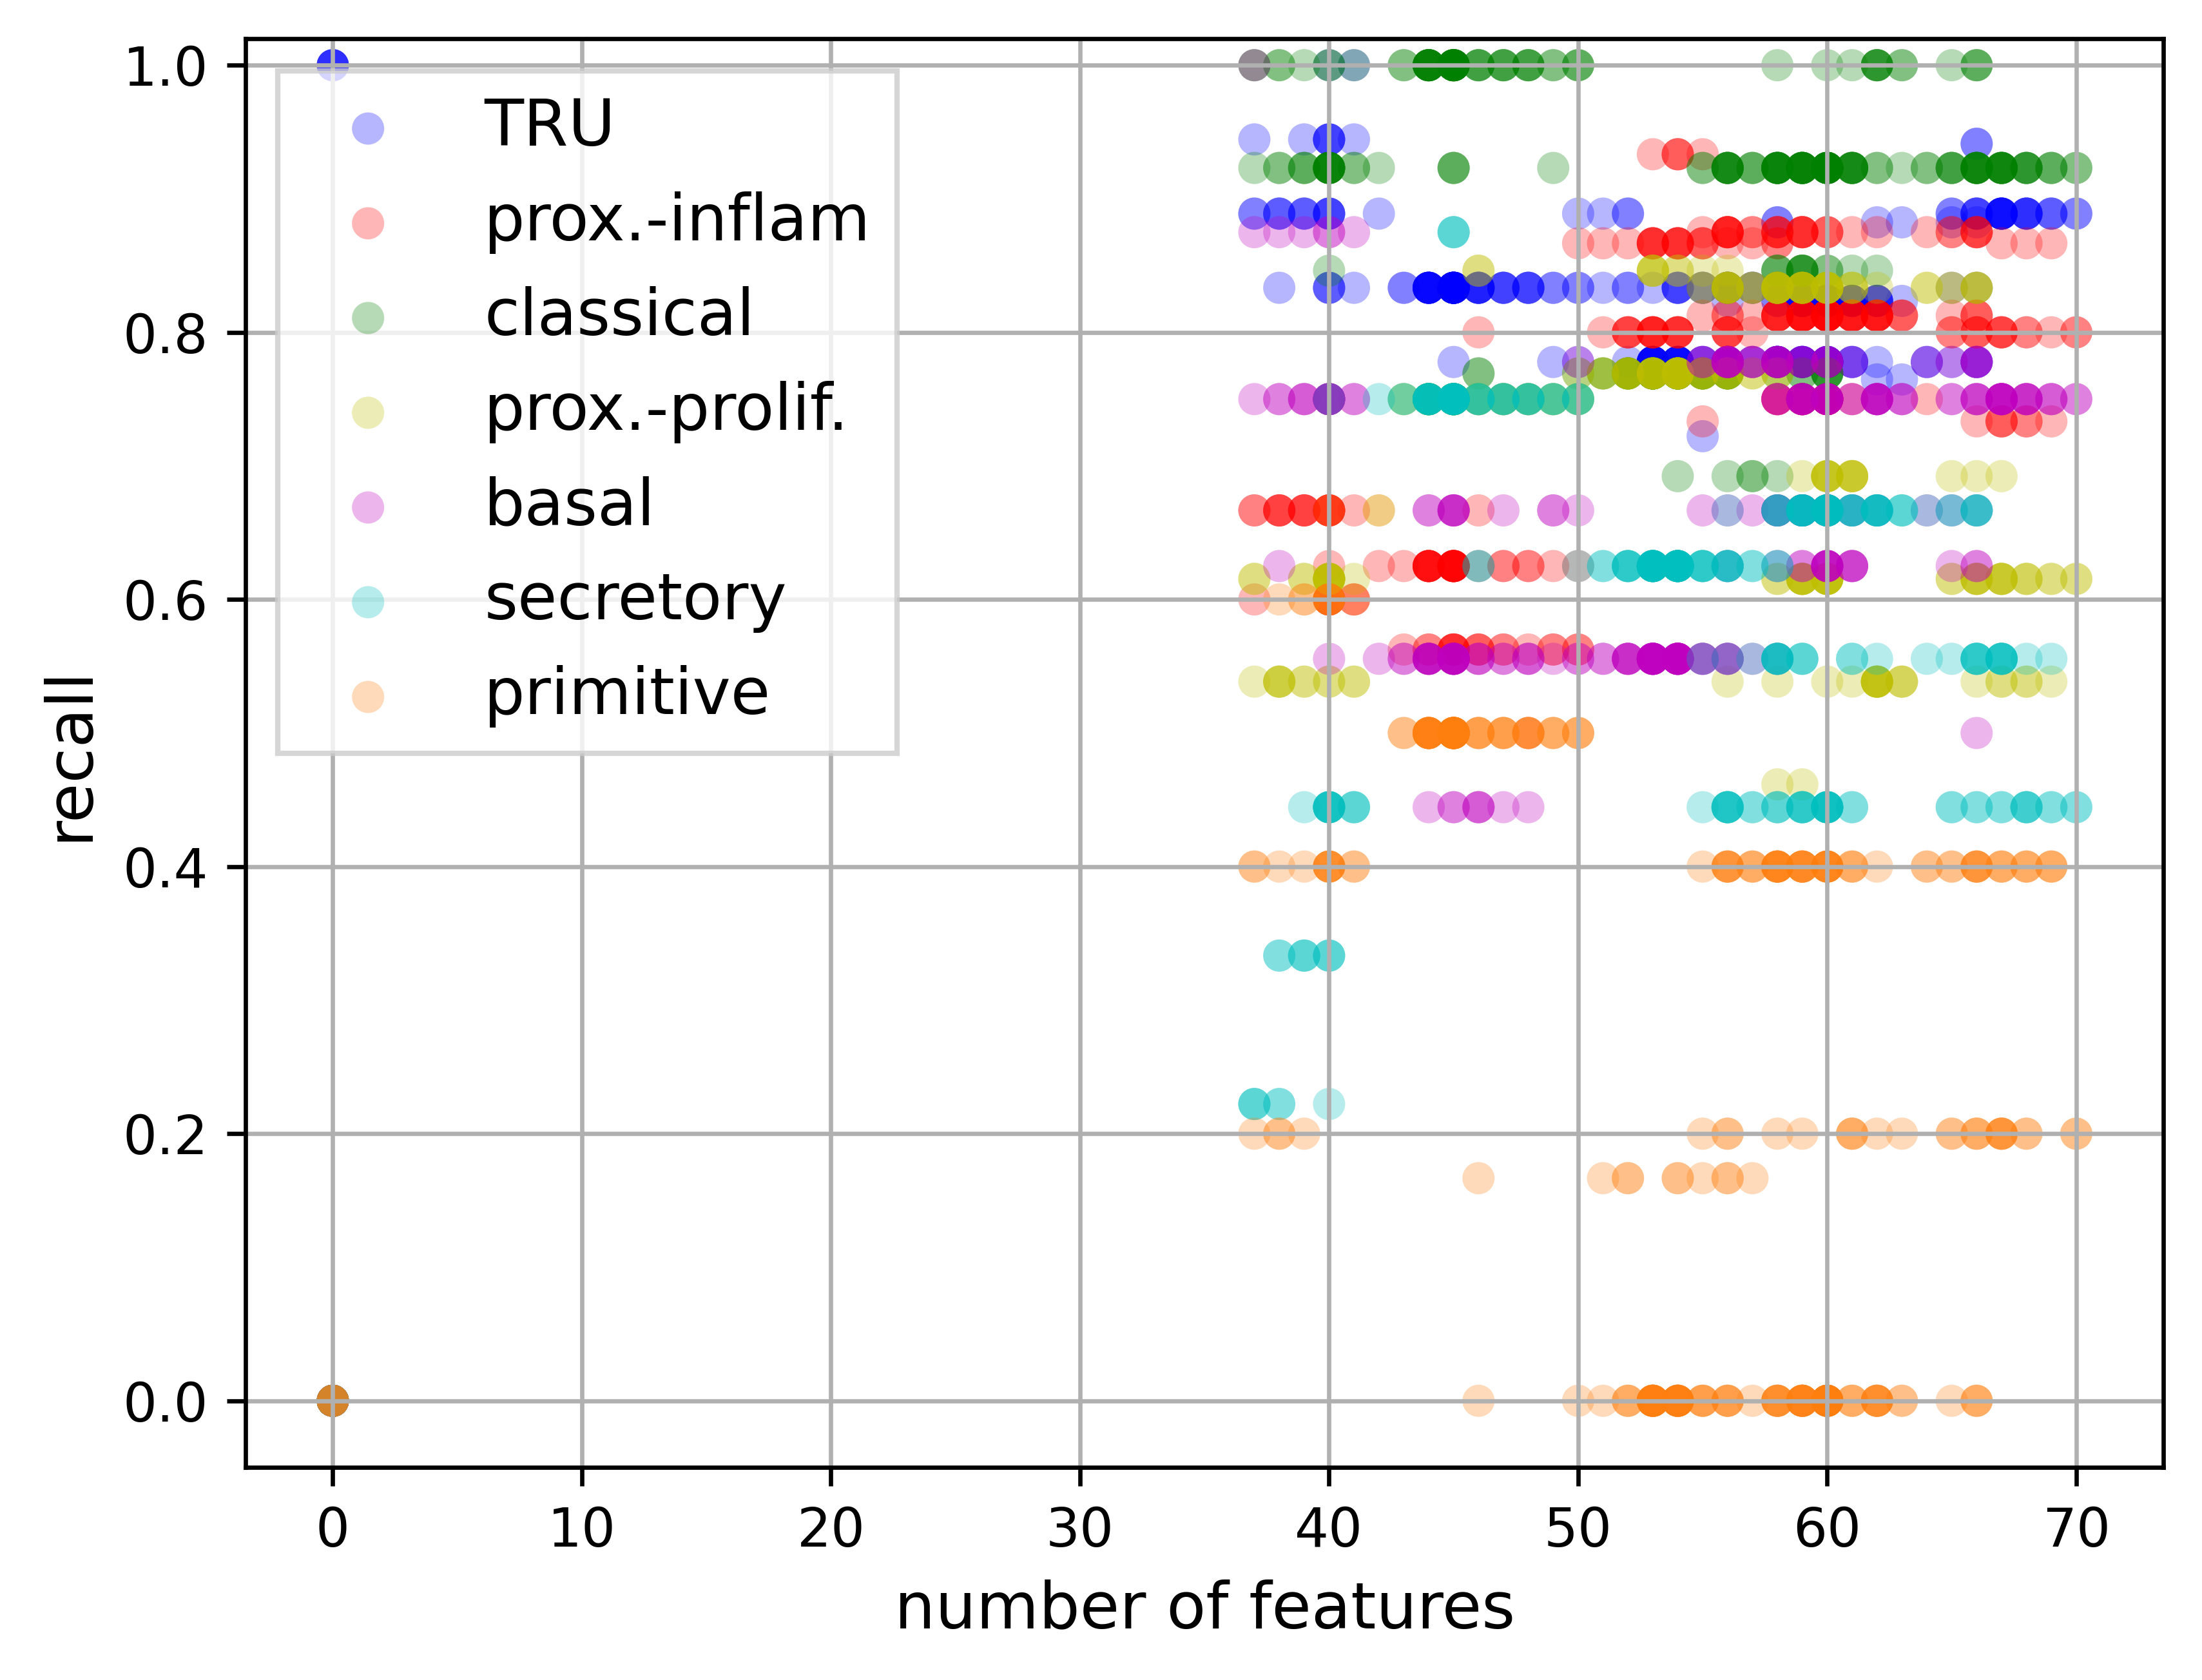 1.0
0.8
0.6
0.4
0.2
0.0
recall
TRU
prox.-inflam
classical
prox.-prolif.
basal
secretory
primitive
0 10 20 30 40 50 60 70
number of features